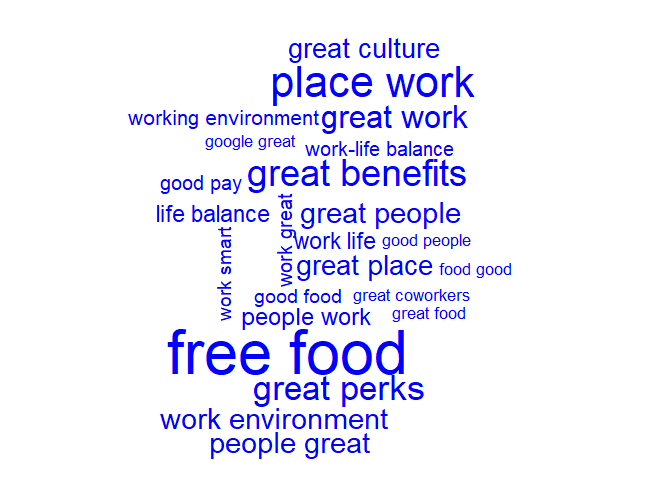 great culture
place work
working environment
great work
google great
work-life balance
great benefits
good pay
life balance
great people
work great
work smart
work life
good people
great place
food good
good food
great coworkers
people work
great food
free food
great perks
work environment
people great